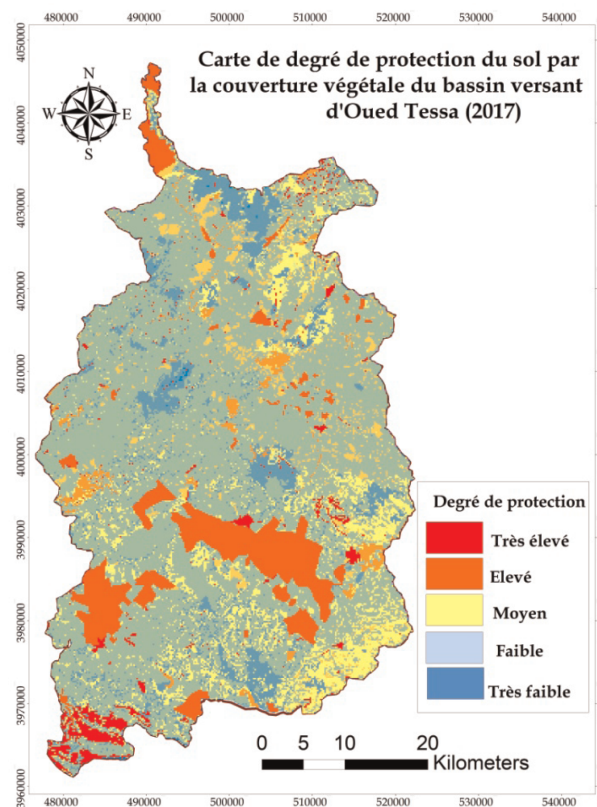 480000 490000 500000 510000 520000 530000 540000
Carte de degré de protection du sol par
la couverture végétale du bassin versant
d'Oued Tessa (2017)
N
W E
S
4050000
4040000
4030000
4020000
4010000
4000000
3990000
3980000
3970000
3960000
Degré de protection
Très élevé
Elevé
Moyen
Faible
Très faible
0 5 10 20
Kilometers
480000 490000 500000 510000 520000 530000 540000